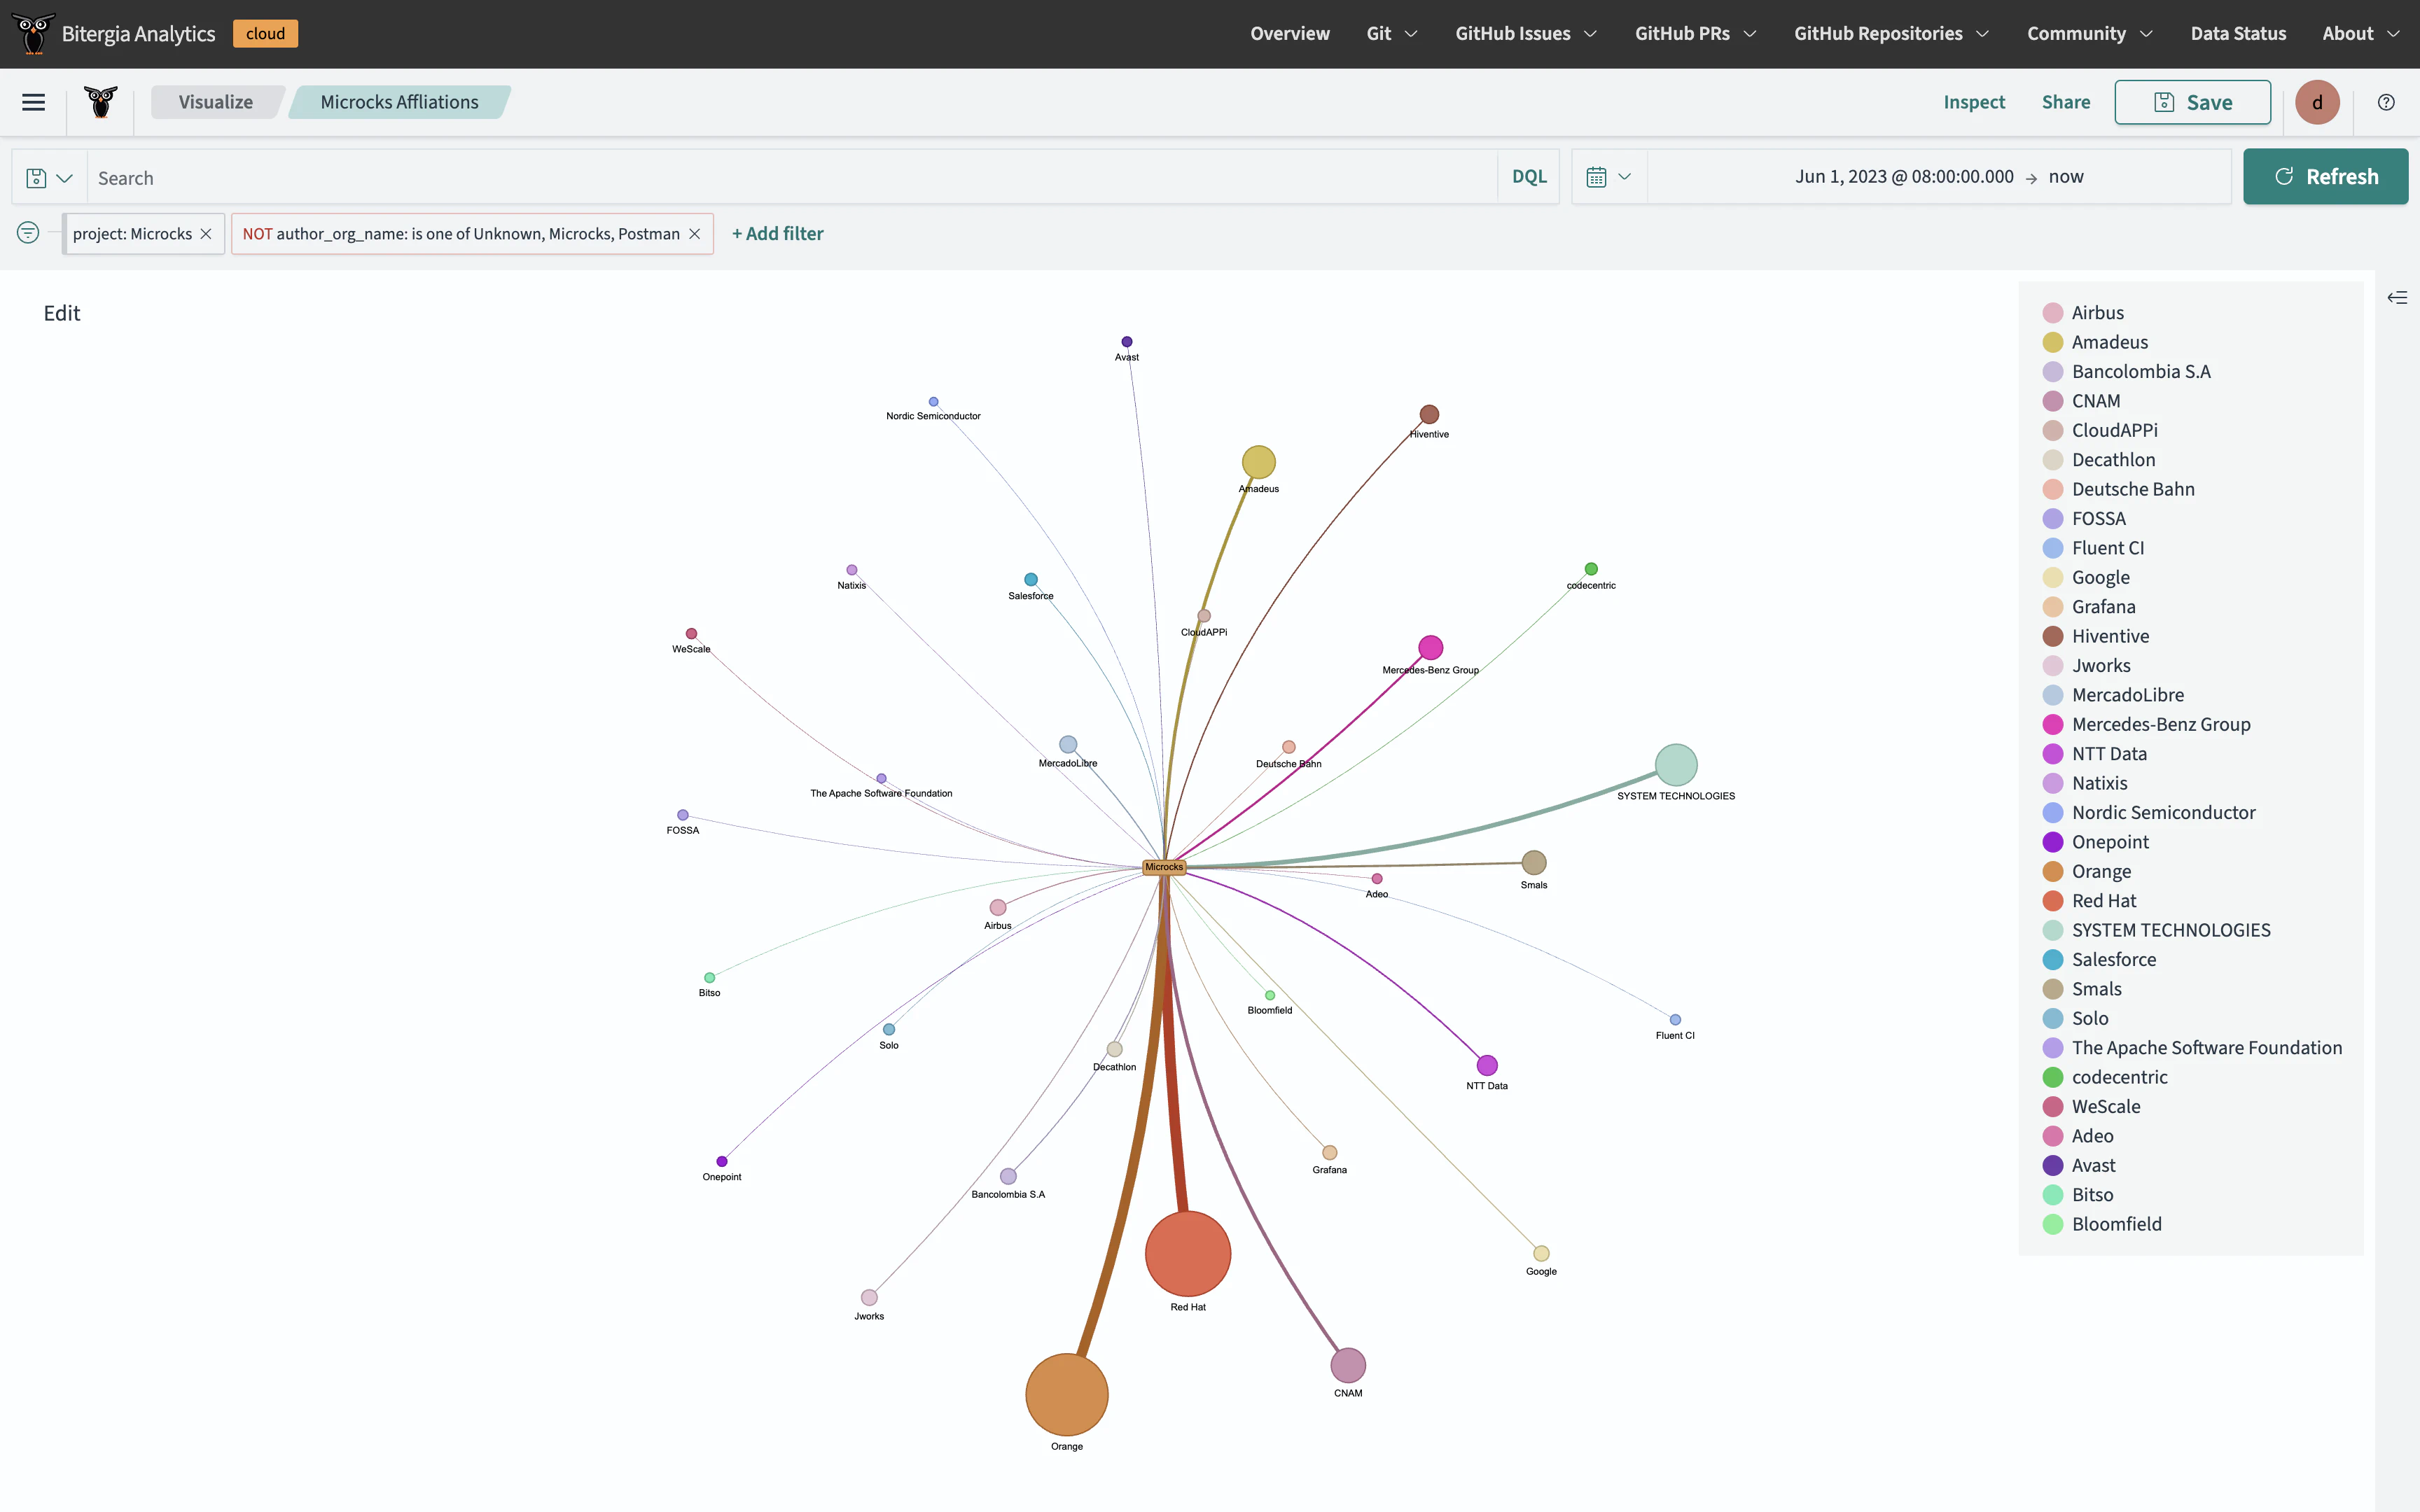 Bitergia Analytics cloud Overview Git GitHub Issues GitHub PRs GitHub Repositories Community Data Status About
Visualize Microcks Affliations Inspect Share Save d
Search DQL Jun 1, 2023 @ 08:00:00.000 → now Refresh
project: Microcks NOT author_org_name: is one of Unknown, Microcks, Postman + Add filter
Edit
Avast
Nordic Semiconductor
Hiventive
Amadeus
Natixis
codecentric
Salesforce
CloudAPPi
WeScale
Mercedes-Benz Group
MercadoLibre
Deutsche Bahn
The Apache Software Foundation
SYSTEM TECHNOLOGIES
FOSSA
Microcks
Smals
Adeo
Airbus
Bitso
Bloomfield
Fluent CI
Solo
Decathlon
NTT Data
Grafana
Onepoint
Bancolombia S.A
Google
Red Hat
Jworks
CNAM
Orange
Airbus
Amadeus
Bancolombia S.A
CNAM
CloudAPPi
Decathlon
Deutsche Bahn
FOSSA
Fluent CI
Google
Grafana
Hiventive
Jworks
MercadoLibre
Mercedes-Benz Group
NTT Data
Natixis
Nordic Semiconductor
Onepoint
Orange
Red Hat
SYSTEM TECHNOLOGIES
Salesforce
Smals
Solo
The Apache Software Foundation
codecentric
WeScale
Adeo
Avast
Bitso
Bloomfield